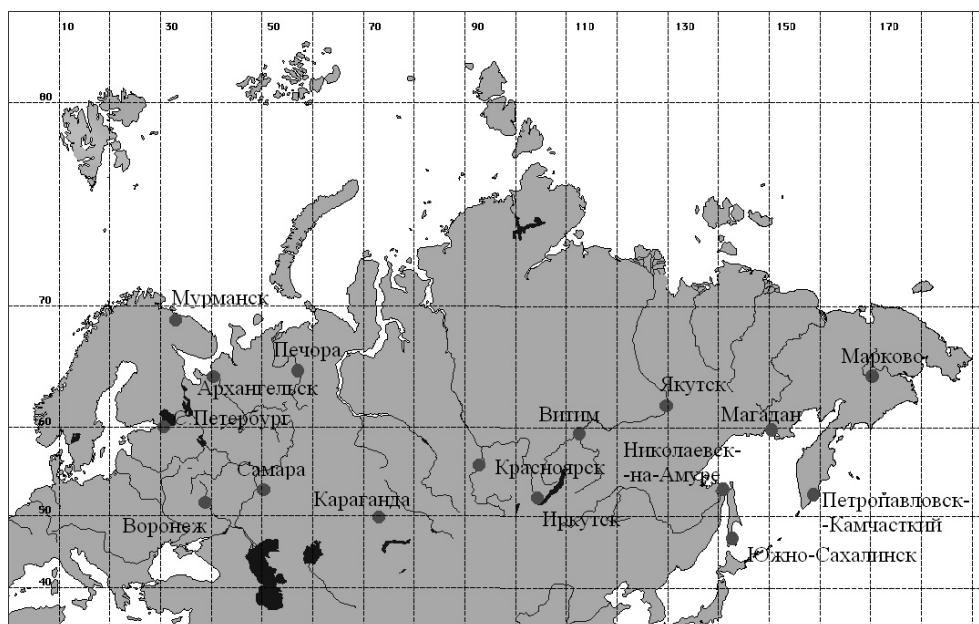 10 30 50 70 90 110 130 150 170
80
70
Мурманск
Печора
Марково
Архангельск
Якутск
60
Петербург
Витим
Магадан
Николаевск-
-на-Амуре
Самара
Красноярск
Караганда
50
Воронеж
Иркутск
Петропавловск-
-Камчасткий
Южно-Сахалинск
40